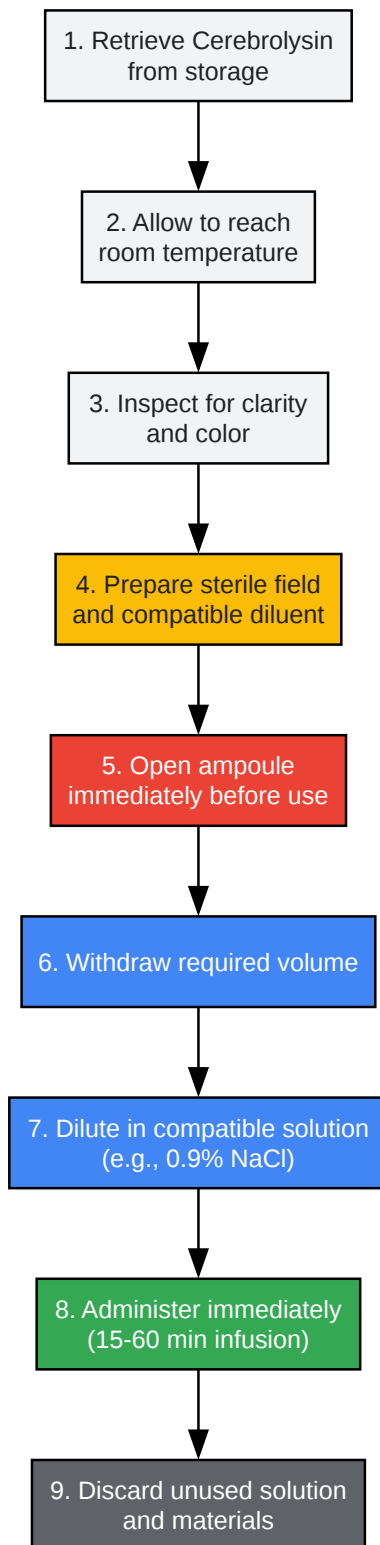 1. Retrieve Cerebrolysin
from storage
2. Allow to reach
room temperature
3. Inspect for clarity
and color
4. Prepare sterile field
and compatible diluent
5. Open ampoule
immediately before use
6. Withdraw required volume
7. Dilute in compatible solution
(e.g., 0.9% NaCl)
8. Administer immediately
(15-60 min infusion)
9. Discard unused solution
and materials